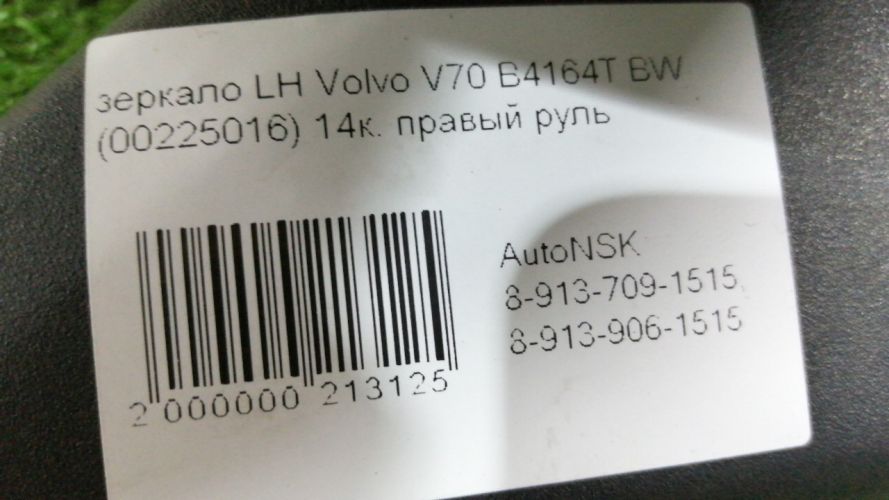 зеркало LH Volvo V70 B4164T BW
(00225016) 14к. правый руль
AutoNSK
8-913-709-1515,
8-913-906-1515
2 000000 213125